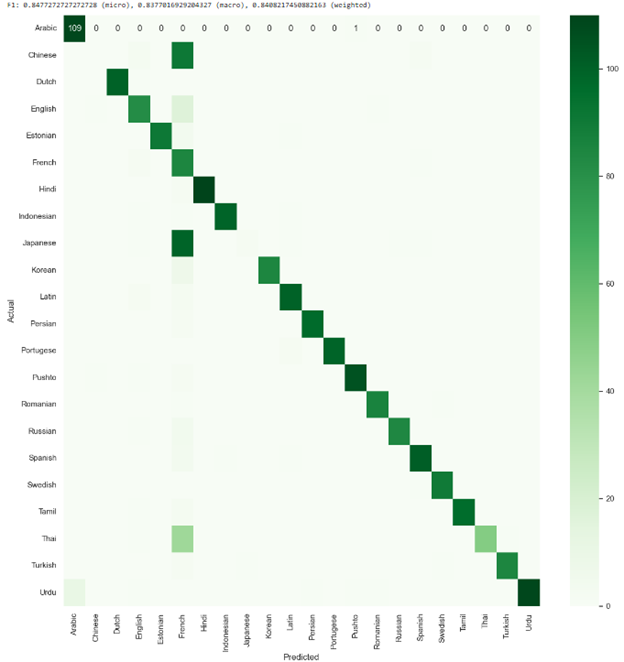 F1: 0.8477272727272728 (micro), 0.8377016929204327 (macro), 0.8408217450882163 (weighted)
Arabic 109 0 0 0 0 0 0 0 0 0 0 0 0 1 0 0 0 0 0 0 0 0
Chinese
Dutch
English
Estonian
French
Hindi
Indonesian
Japanese
Korean
Latin
Persian
Portugese
Pushto
Romanian
Russian
Spanish
Swedish
Tamil
Thai
Turkish
Urdu
Actual
Arabic
Chinese
Dutch
English
Estonian
French
Hindi
Indonesian
Japanese
Korean
Latin
Persian
Portugese
Pushto
Romanian
Russian
Spanish
Swedish
Tamil
Thai
Turkish
Urdu
Predicted
100
80
60
40
20
0